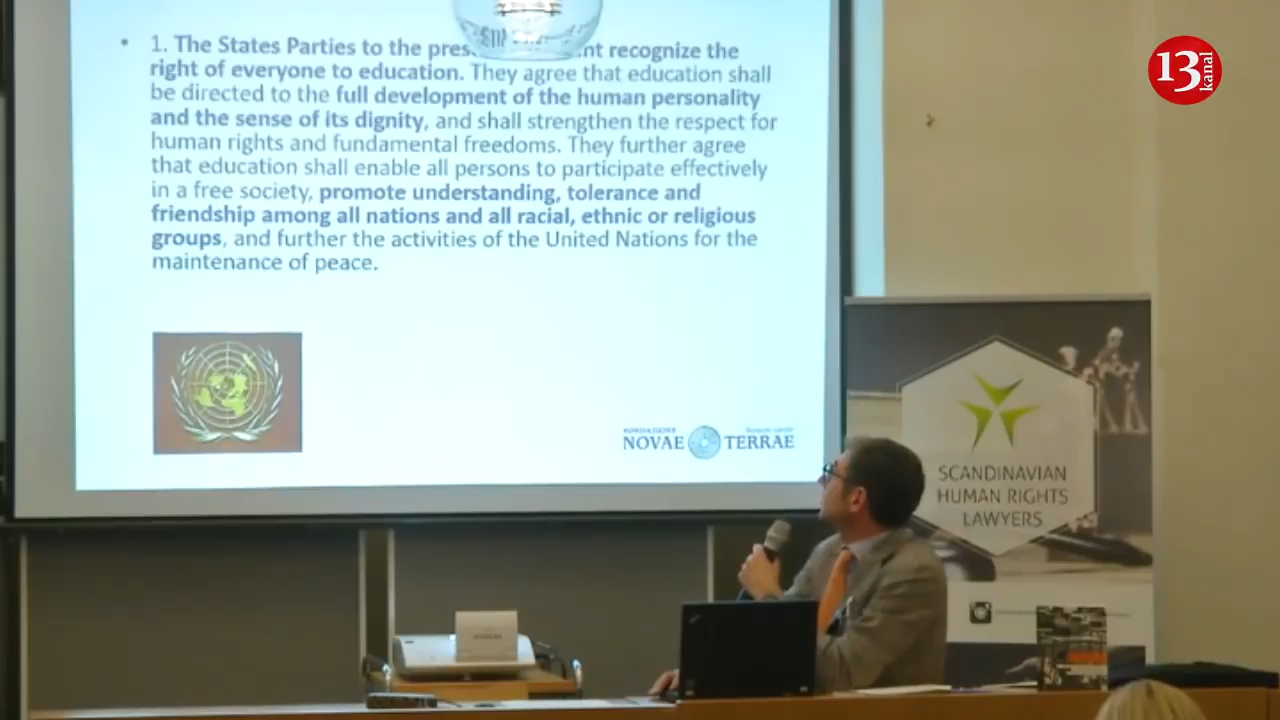 • 1. The States Parties to the pres nt recognize the
right of everyone to education. They agree that education shall
be directed to the full development of the human personality
and the sense of its dignity, and shall strengthen the respect for
human rights and fundamental freedoms. They further agree
that education shall enable all persons to participate effectively
in a free society, promote understanding, tolerance and
friendship among all nations and all racial, ethnic or religious
groups, and further the activities of the United Nations for the
maintenance of peace.
FONDAZIONE
NOVAE TERRAE
13 kanal
SCANDINAVIAN
HUMAN RIGHTS
LAWYERS